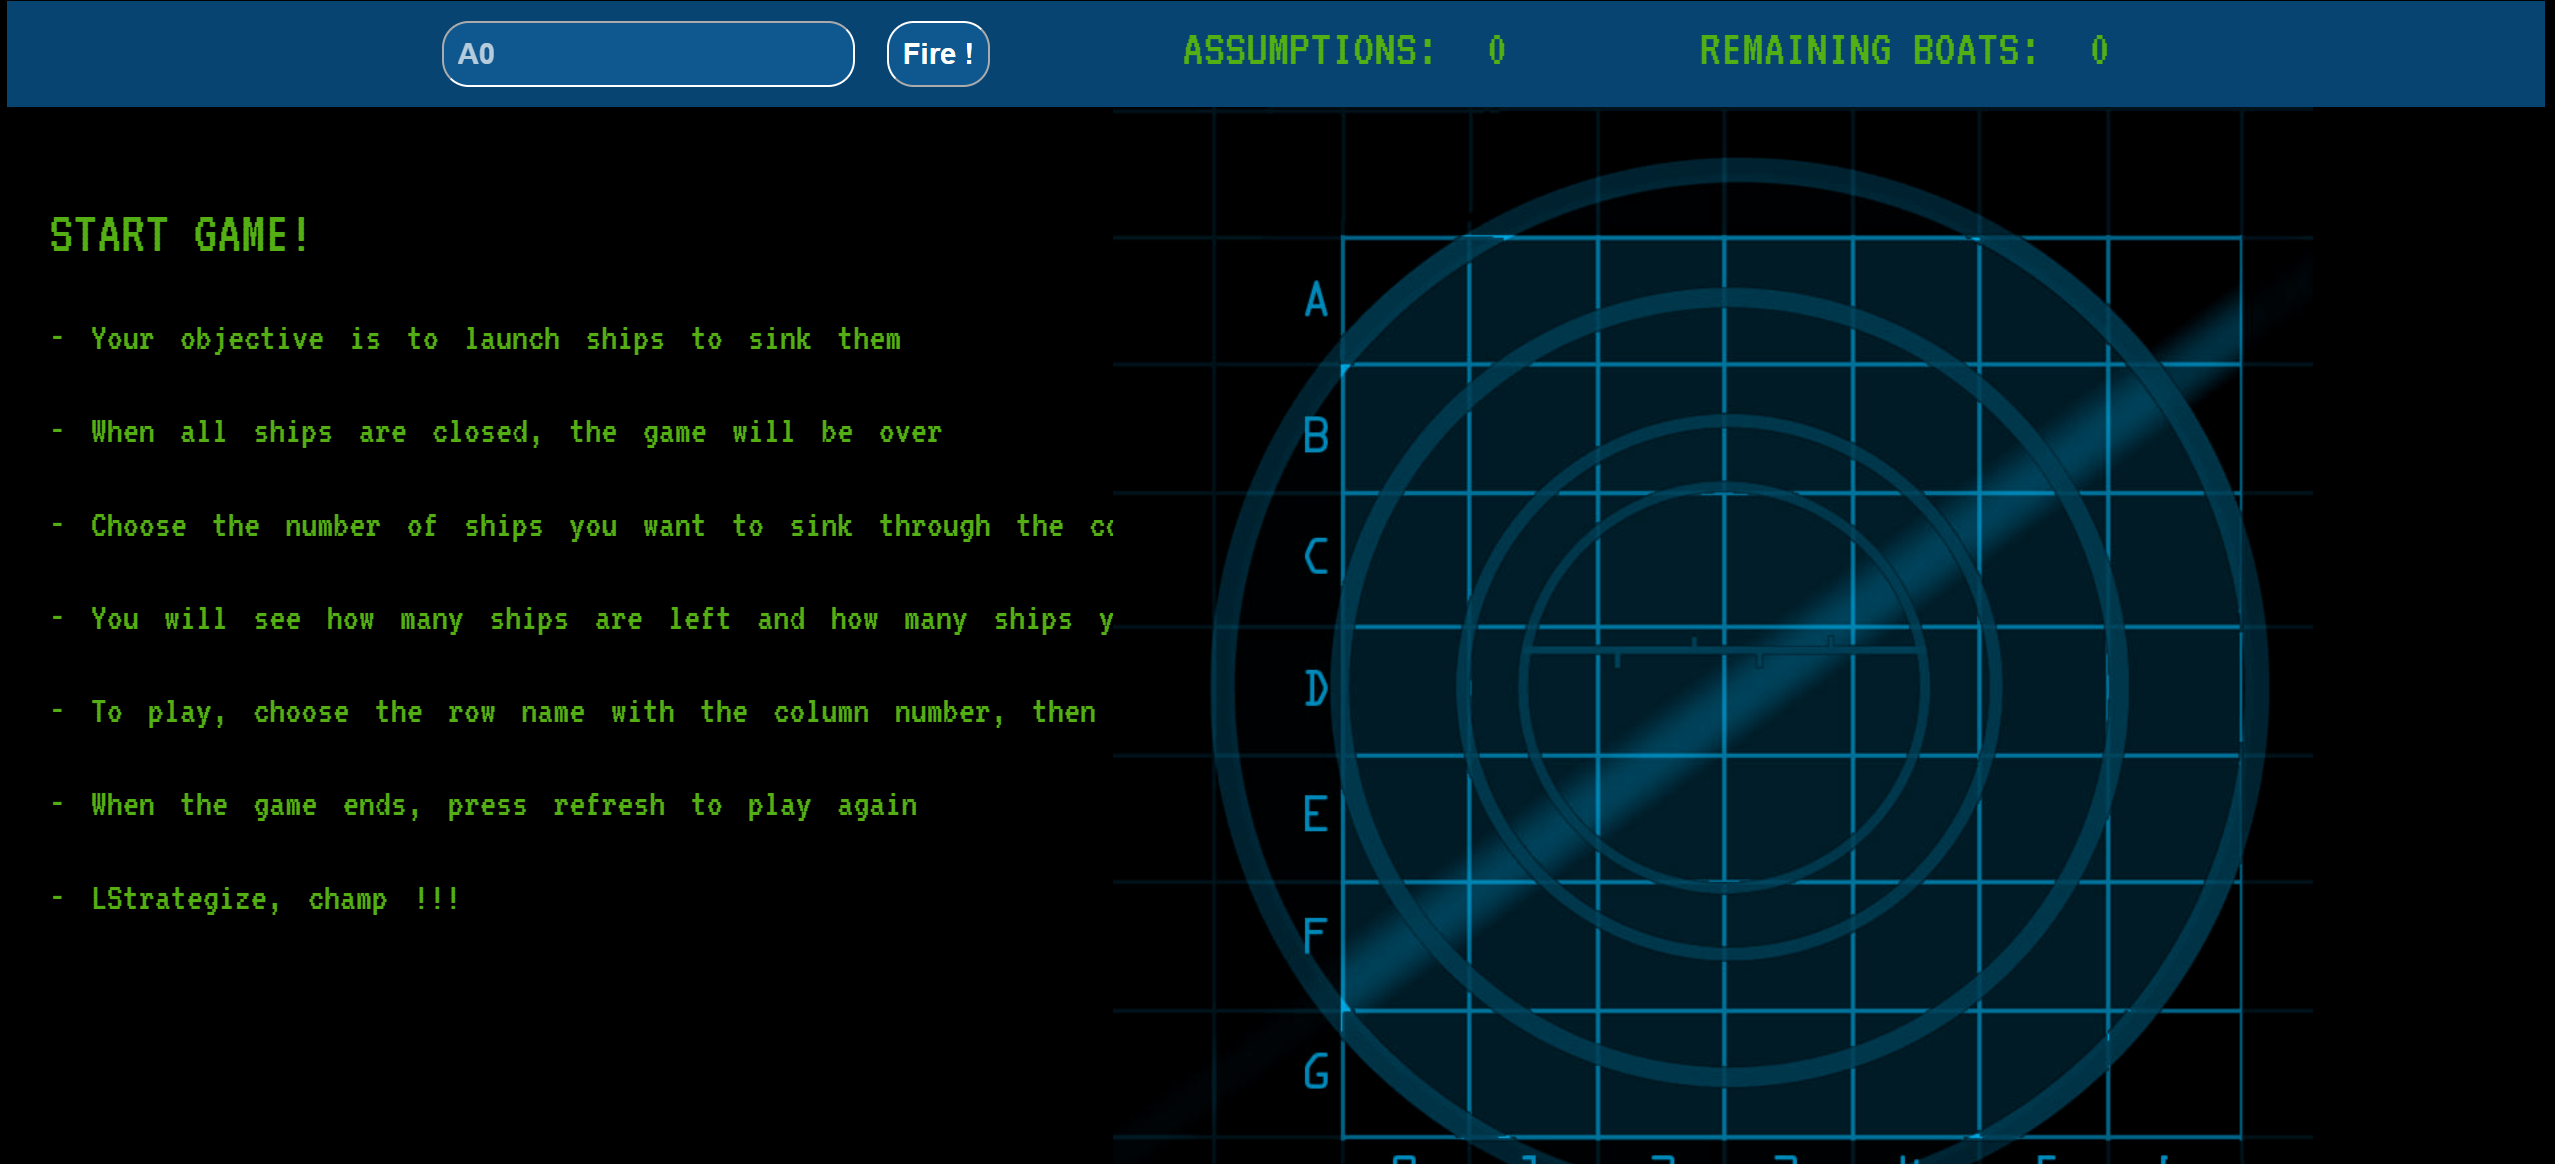 A0 Fire ! ASSUMPTIONS: 0 REMAINING BOATS: 0
START GAME!
- Your objective is to launch ships to sink them
- When all ships are closed, the game will be over
- Choose the number of ships you want to sink through the
- You will see how many ships are left and how many ships
- To play, choose the row name with the column number, then
- When the game ends, press refresh to play again
- LStrategize, champ !!!
A
B
C
D
E
F
G